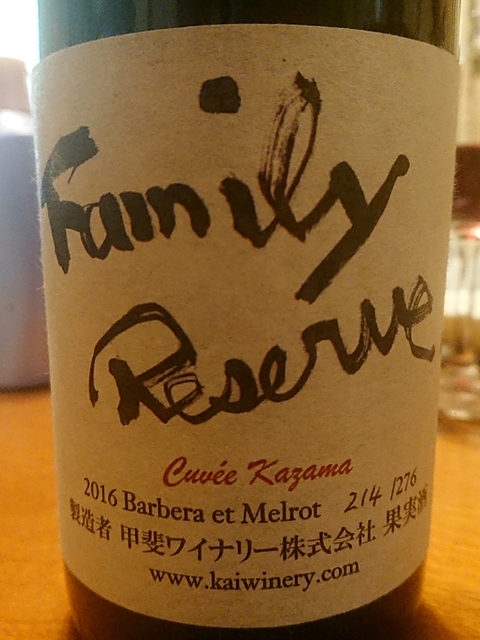 Family
Reserve
Cuvée Kazama
2016 Barbera et Melrot 214/276
製造者 甲斐ワイナリー株式会社 果実酒
www.kaiwinery.com